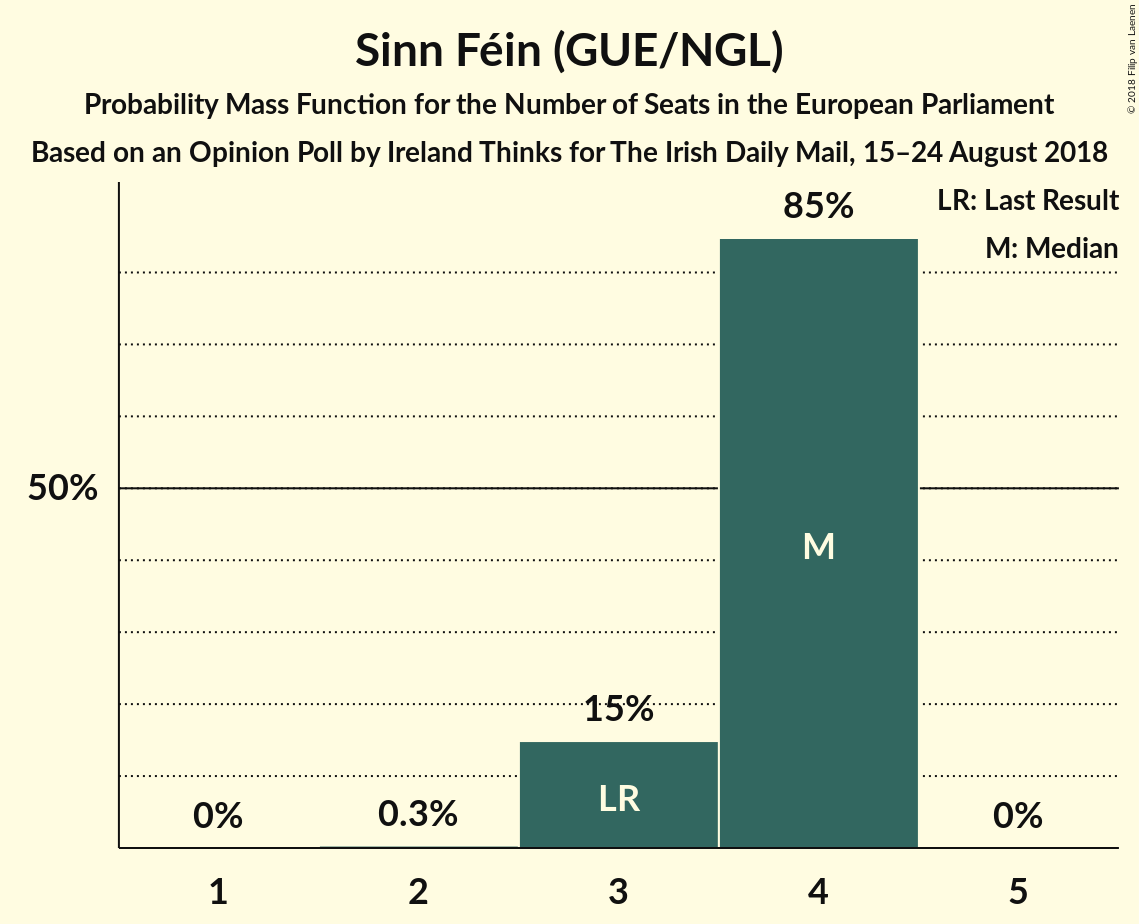 Sinn Féin (GUE/NGL)
Probability Mass Function for the Number of Seats in the European Parliament
Based on an Opinion Poll by Ireland Thinks for The Irish Daily Mail, 15–24 August 2018
© 2018 Filip van Laenen
LR: Last Result
M: Median
85%
50%
M
15%
LR
0%
0.3%
0%
1
2
3
4
5